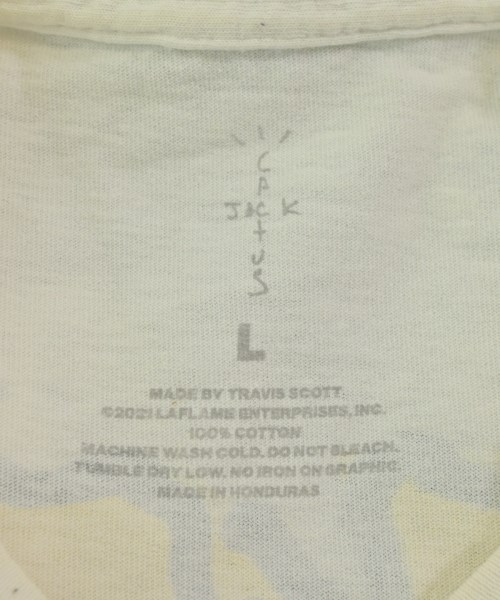 CACTUS
JACK
L
MADE BY TRAVIS SCOTT
©2021 LAFLAME ENTERPRISES, INC.
100% COTTON
MACHINE WASH COLD. DO NOT BLEACH.
TUMBLE DRY LOW. NO IRON ON GRAPHIC.
MADE IN HONDURAS